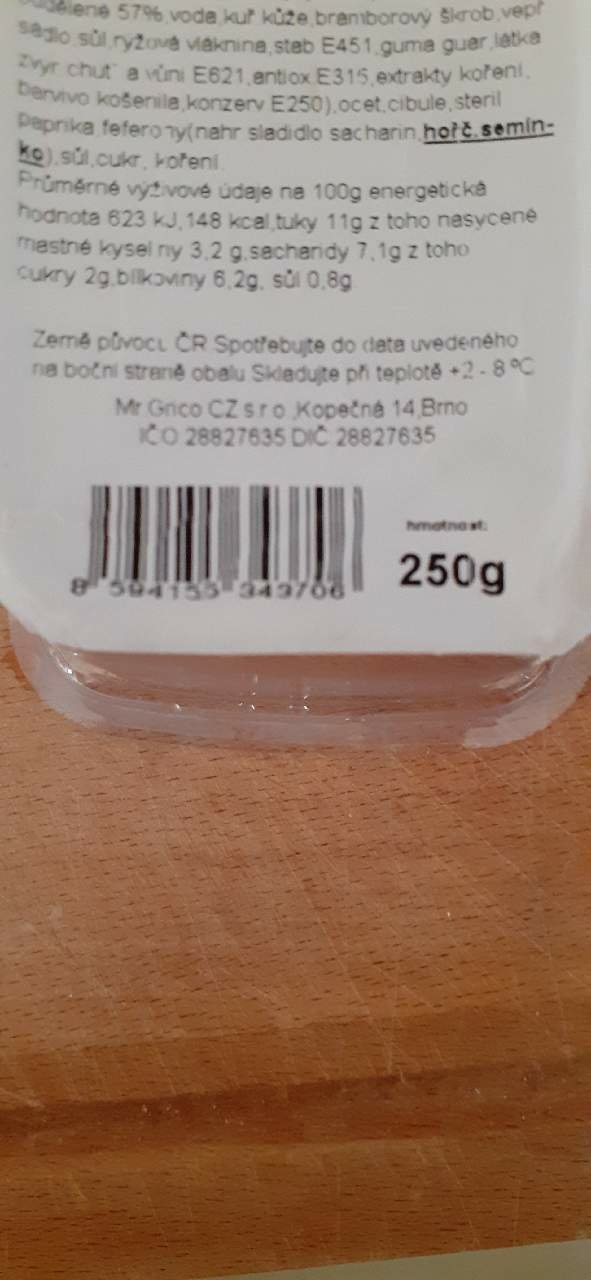 57% voda,kuř kůže,bramborový škrob,vepř
sádlo,sůl,rýžová vláknina,stab E451,guma guar,látka
zvyr chuť a vůni E621,antiox E315,extrakty koření,
barvivo košenila,konzerv E250),ocet,cibule,steril
paprika,feferony(nahr sladidlo sacharin,hořč.semín-
ko),sůl,cukr, koření
Průměrné výživové údaje na 100g energetická
hodnota 623 kJ,148 kcal,tuky 11g z toho nasycené
mastné kyseliny 3,2 g,sacharidy 7,1g z toho
cukry 2g,bílkoviny 6,2g, sůl 0,8g
Země původu ČR Spotřebujte do data uvedeného
na boční straně obalu Skladujte při teplotě +2 - 8 °C
Mr.Grico CZ s r o ,Kopečná 14,Brno
IČO 28827635 DIČ 28827635
hmotnost:
250g
8 594155 343706